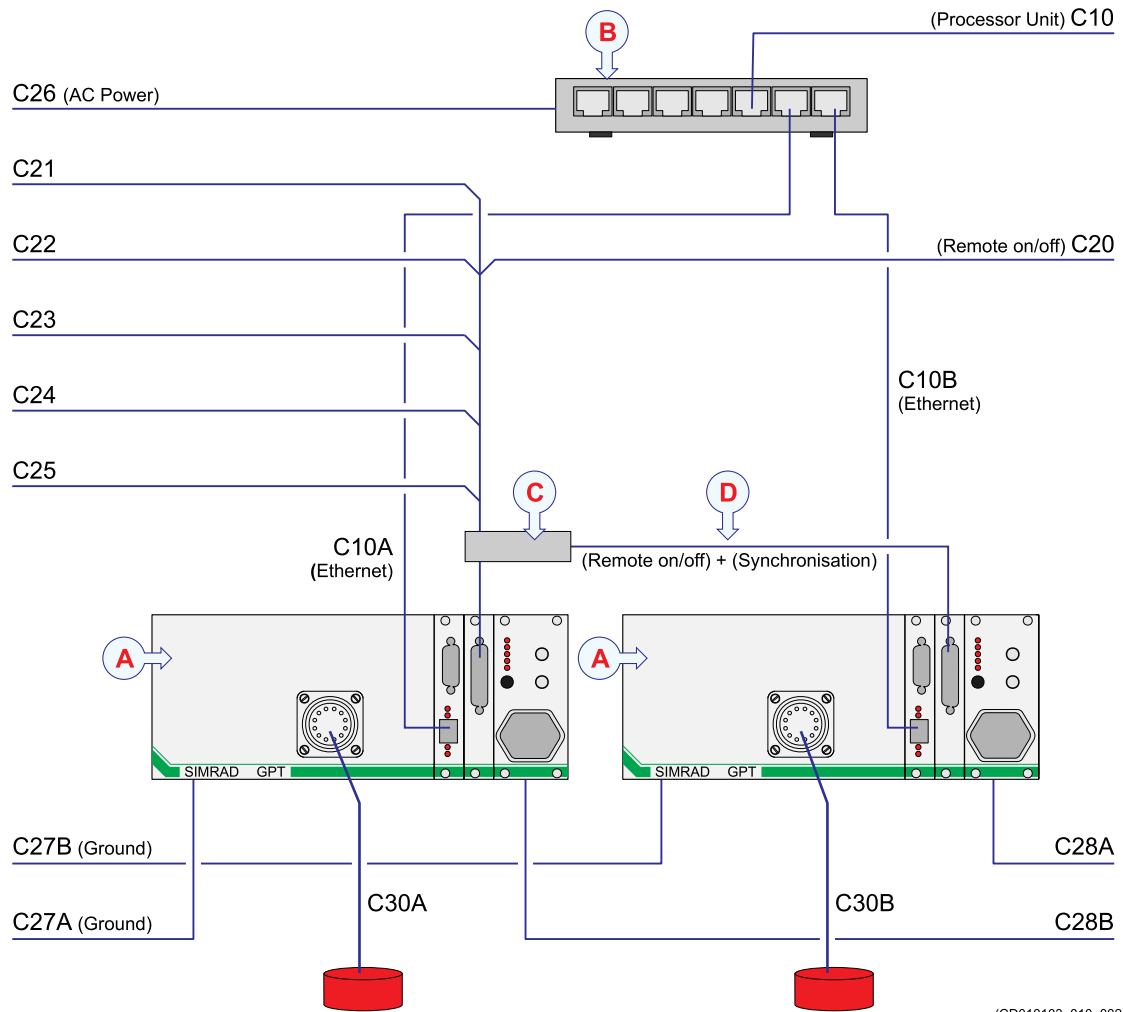 (Processor Unit) C10
B
C26 (AC Power)
C21
C22
(Remote on/off) C20
C23
C24
C10B
(Ethernet)
C25
C
D
C10A
(Ethernet)
(Remote on/off) + (Synchronisation)
A
A
SIMRAD GPT
SIMRAD GPT
C27B (Ground)
C28A
C30A
C30B
C27A (Ground)
C28B